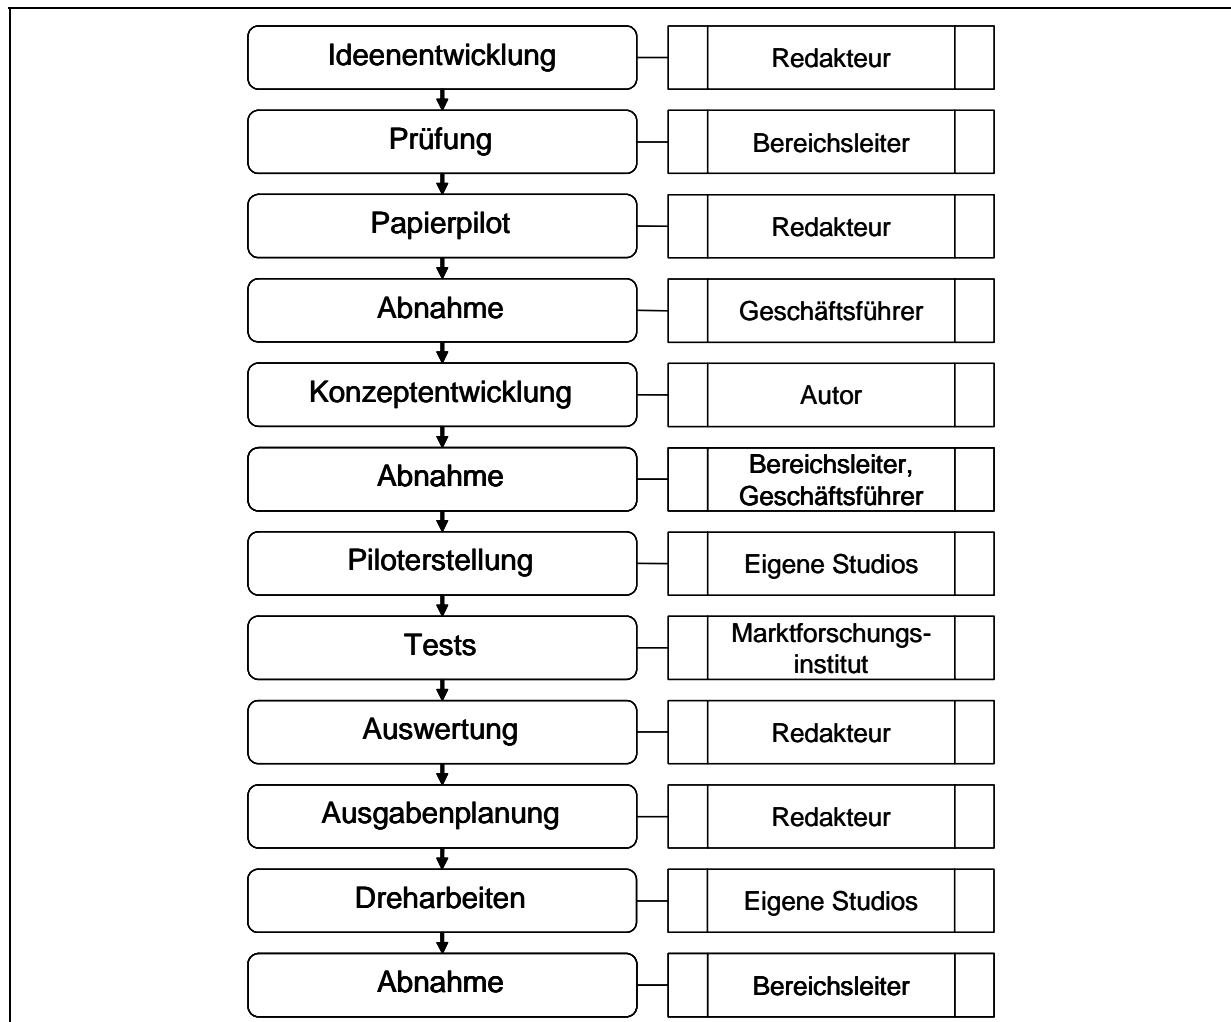 Ideenentwicklung
Redakteur
Prüfung
Bereichsleiter
Papierpilot
Redakteur
Abnahme
Geschäftsführer
Konzeptentwicklung
Autor
Abnahme
Bereichsleiter,
Geschäftsführer
Piloterstellung
Eigene Studios
Tests
Marktforschungs-
institut
Auswertung
Redakteur
Ausgabenplanung
Redakteur
Dreharbeiten
Eigene Studios
Abnahme
Bereichsleiter